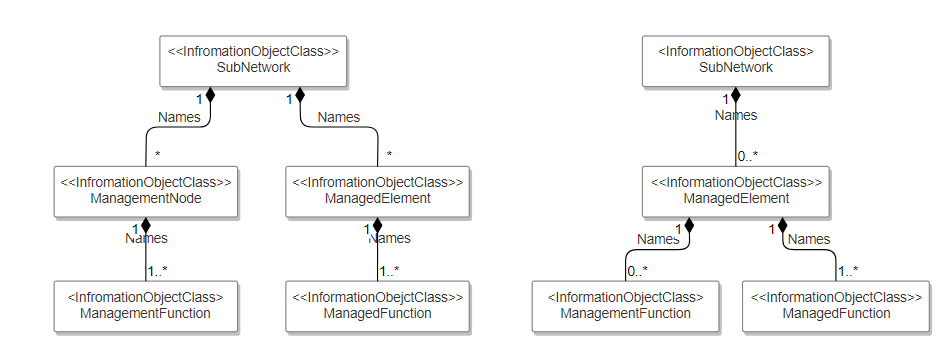 <<InfromationObjectClass>>
SubNetwork
<InformationObjectClass>
SubNetwork
1
1
1
Names
Names
Names
*
*
0..*
<<InfromationObjectClass>>
ManagementNode
<<InfromationObjectClass>>
ManagedElement
<<InformationObjectClass>>
ManagedElement
1
1
1
1
Names
Names
Names
Names
1..*
1..*
0..*
1..*
<InfromationObjectClass>
ManagementFunction
<<InformationObejctClass>>
ManagedFunction
<InformationObjectClass>
ManagementFunction
<<InformationObjectClass>>
ManagedFunction